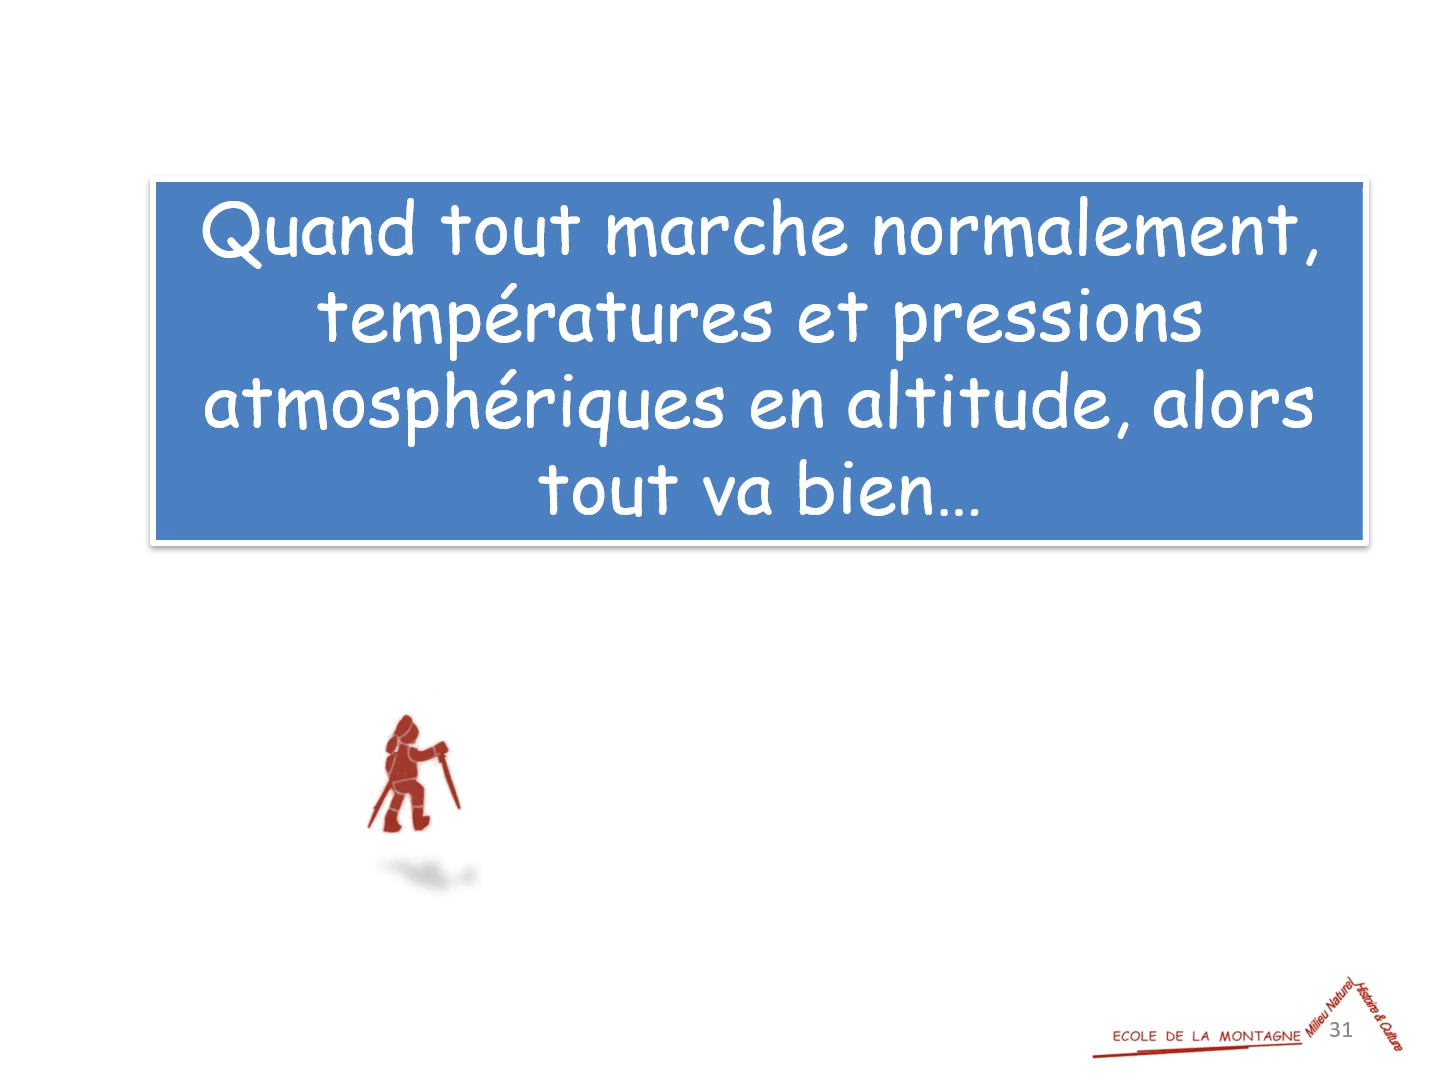 Quand tout marche normalement,
températures et pressions
atmosphériques en altitude, alors
tout va bien…
ECOLE DE LA MONTAGNE
Milieu Naturel
Histoire & Culture
31